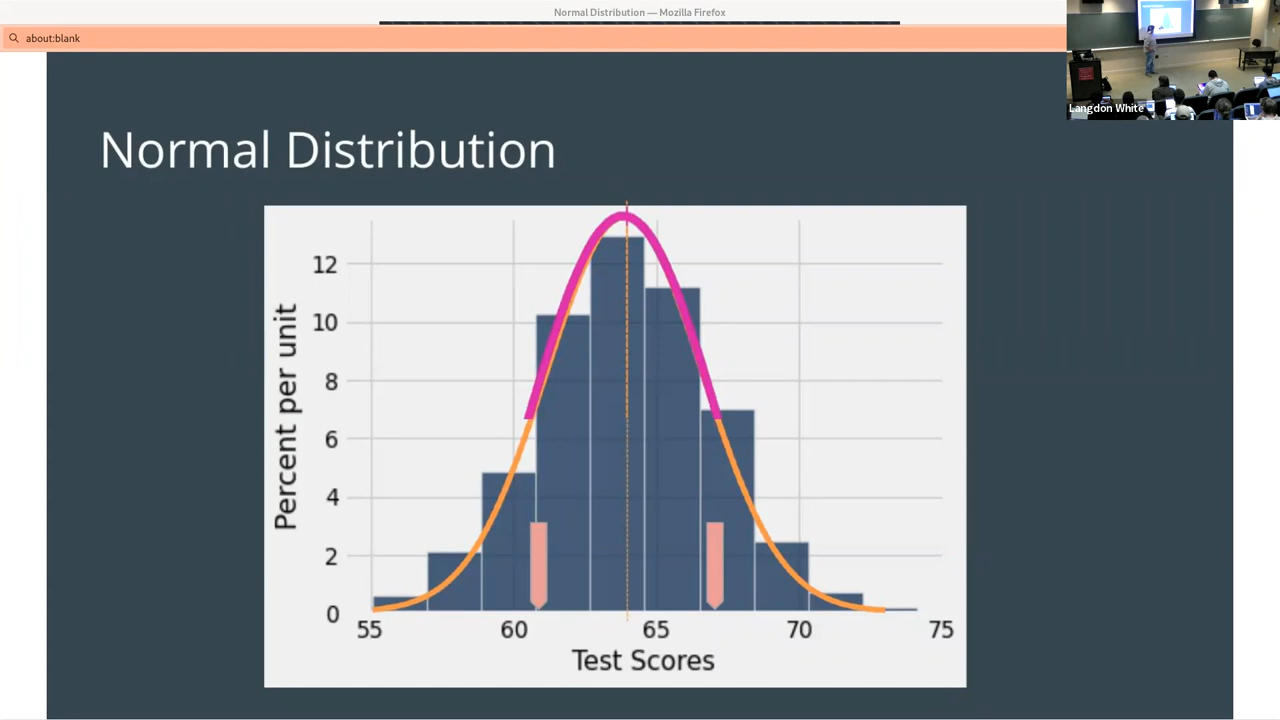 Normal Distribution — Mozilla Firefox
about:blank
Langdon White
Normal Distribution
Percent per unit
12
10
8
6
4
2
0
55 60 65 70 75
Test Scores